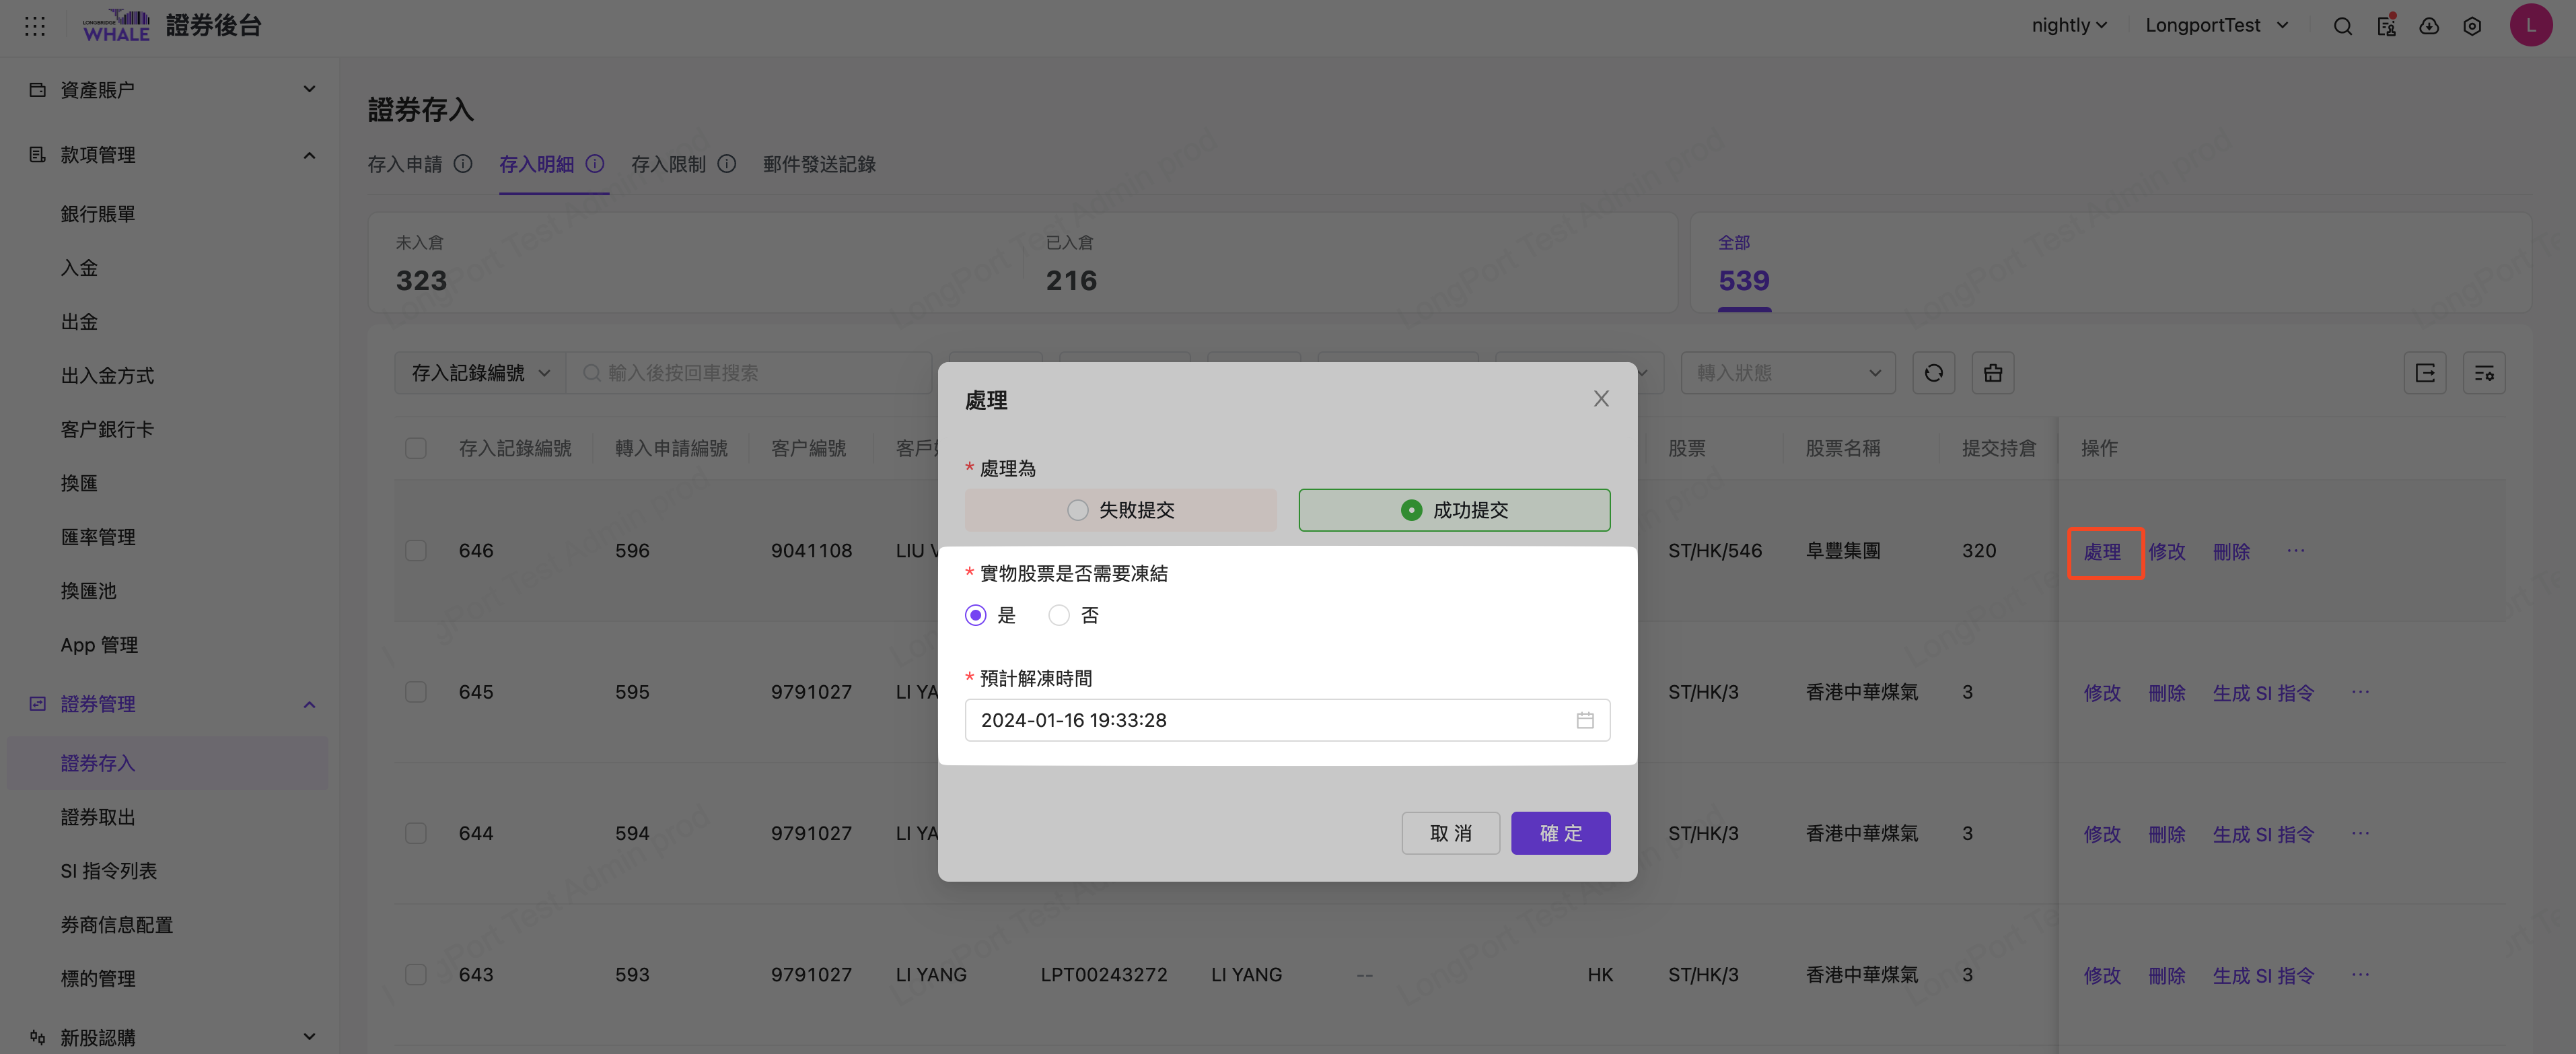 LONGBRIDGE
WHALE
證券後台
nightly
LongportTest
L
資產賬户
款項管理
銀行賬單
入金
出金
出入金方式
客户銀行卡
換匯
匯率管理
換匯池
App 管理
證券管理
證券存入
證券取出
SI 指令列表
券商信息配置
標的管理
新股認購
證券存入
存入申請 存入明細 存入限制 郵件發送記錄
未入倉 已入倉 全部
323 216 539
存入記錄編號 輸入後按回車搜索 轉入狀態
存入記錄編號 轉入申請編號 客户編號 客戶 股票 股票名稱 提交持倉 操作
646 596 9041108 LIU ST/HK/546 阜豐集團 320 處理 修改 刪除 ···
645 595 9791027 LI YA ST/HK/3 香港中華煤氣 3 修改 刪除 生成 SI 指令 ···
644 594 9791027 LI YA ST/HK/3 香港中華煤氣 3 修改 刪除 生成 SI 指令 ···
643 593 9791027 LI YANG LPT00243272 LI YANG -- HK ST/HK/3 香港中華煤氣 3 修改 刪除 生成 SI 指令 ···
處理
* 處理為
失敗提交 成功提交
* 實物股票是否需要凍結
是 否
* 預計解凍時間
2024-01-16 19:33:28
取 消 確 定
LongPort Test Admin prod